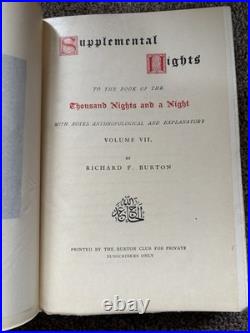 Supplemental
Nights
TO THE BOOK OF THE
Thousand Nights and a Night
WITH NOTES ANTHROPOLOGICAL AND EXPLANATORY
VOLUME VII.
BY
RICHARD F. BURTON
PRINTED BY THE BURTON CLUB FOR PRIVATE
SUBSCRIBERS ONLY